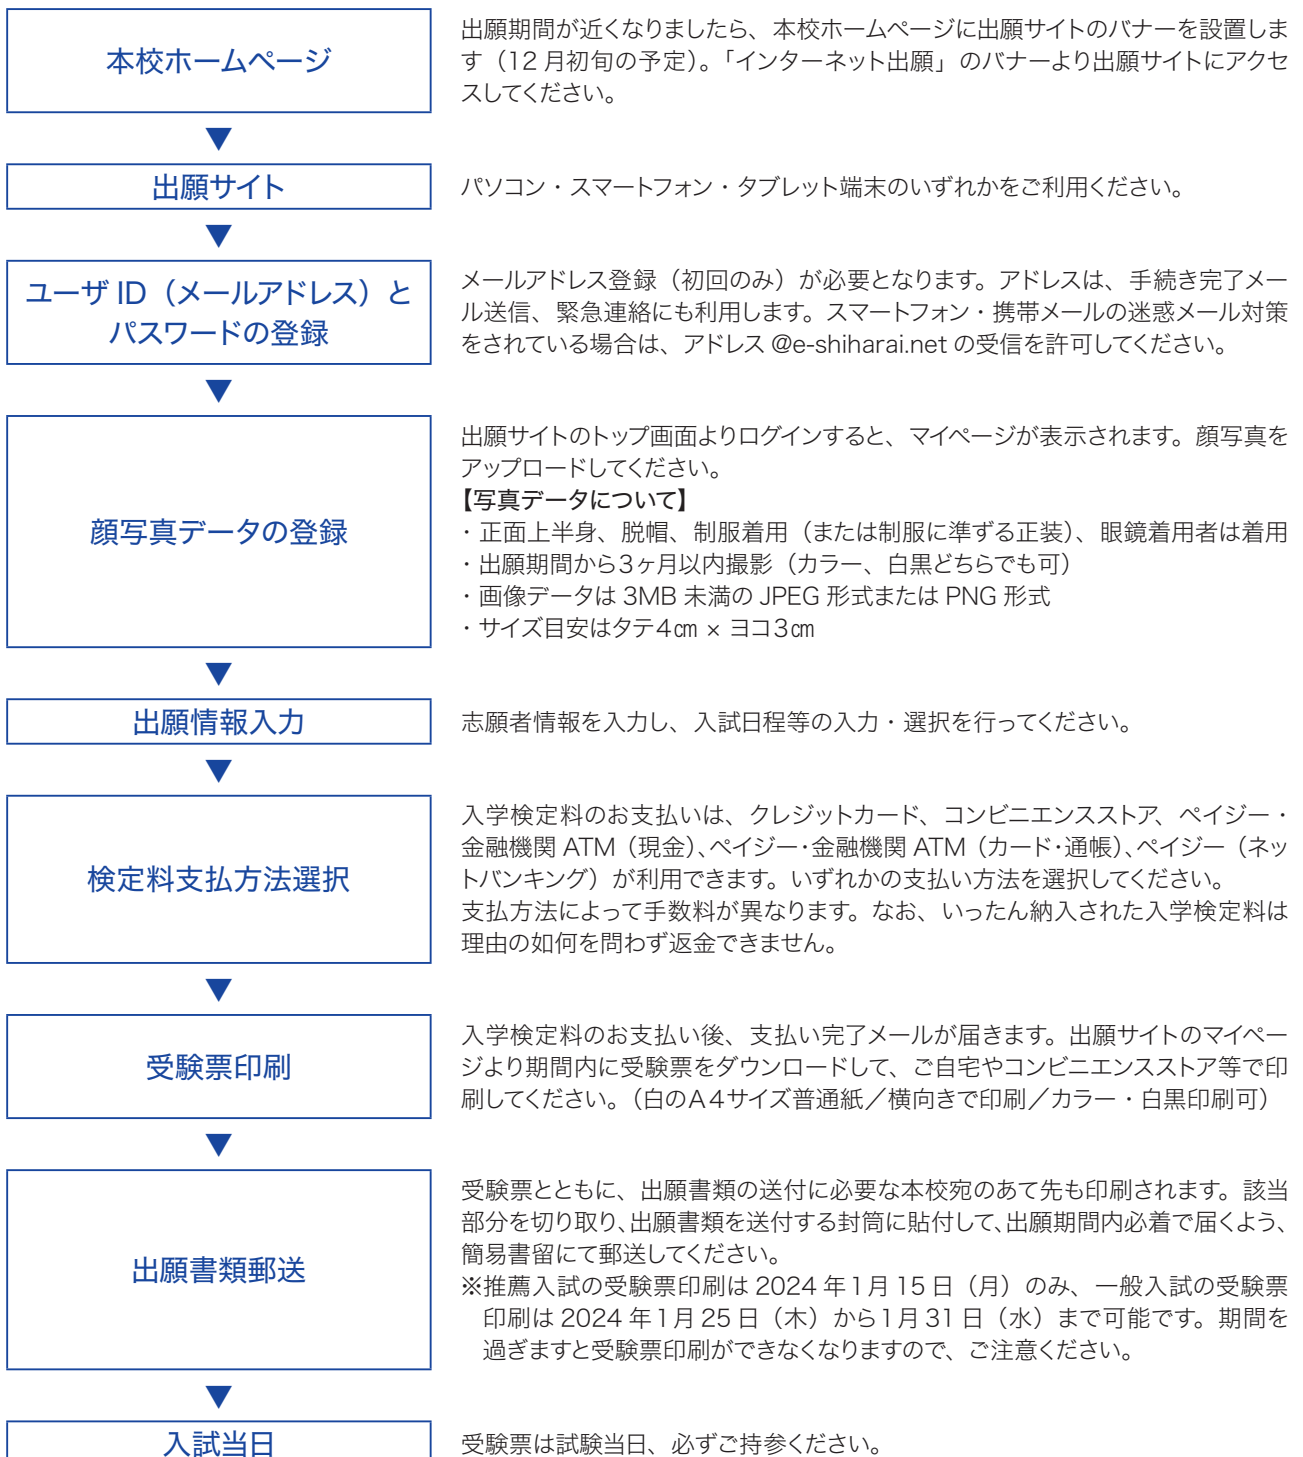 本校ホームページ
出願期間が近くなりましたら、本校ホームページに出願サイトのバナーを設置しま
す（12 月初旬の予定）。「インターネット出願」のバナーより出願サイトにアクセ
スしてください。
▼
出願サイト
パソコン・スマートフォン・タブレット端末のいずれかをご利用ください。
▼
ユーザ ID（メールアドレス）と
パスワードの登録
メールアドレス登録（初回のみ）が必要となります。アドレスは、手続き完了メー
ル送信、緊急連絡にも利用します。スマートフォン・携帯メールの迷惑メール対策
をされている場合は、アドレス @e-shiharai.net の受信を許可してください。
▼
顔写真データの登録
出願サイトのトップ画面よりログインすると、マイページが表示されます。顔写真を
アップロードしてください。
【写真データについて】
・正面上半身、脱帽、制服着用（または制服に準ずる正装）、眼鏡着用者は着用
・出願期間から３ヶ月以内撮影（カラー、白黒どちらでも可）
・画像データは 3MB 未満の JPEG 形式または PNG 形式
・サイズ目安はタテ４㎝ × ヨコ３㎝
▼
出願情報入力
志願者情報を入力し、入試日程等の入力・選択を行ってください。
▼
検定料支払方法選択
入学検定料のお支払いは、クレジットカード、コンビニエンスストア、ペイジー・
金融機関 ATM（現金）、ペイジー・金融機関 ATM（カード・通帳）、ペイジー（ネッ
トバンキング）が利用できます。いずれかの支払い方法を選択してください。
支払方法によって手数料が異なります。なお、いったん納入された入学検定料は
理由の如何を問わず返金できません。
▼
受験票印刷
入学検定料のお支払い後、支払い完了メールが届きます。出願サイトのマイペー
ジより期間内に受験票をダウンロードして、ご自宅やコンビニエンスストア等で印
刷してください。（白のＡ４サイズ普通紙／横向きで印刷／カラー・白黒印刷可）
▼
出願書類郵送
受験票とともに、出願書類の送付に必要な本校宛のあて先も印刷されます。該当
部分を切り取り、出願書類を送付する封筒に貼付して、出願期間内必着で届くよう、
簡易書留にて郵送してください。
※推薦入試の受験票印刷は 2024 年１月 15 日（月）のみ、一般入試の受験票
印刷は 2024 年１月 25 日（木）から１月 31 日（水）まで可能です。期間を
過ぎますと受験票印刷ができなくなりますので、ご注意ください。
▼
入試当日
受験票は試験当日、必ずご持参ください。